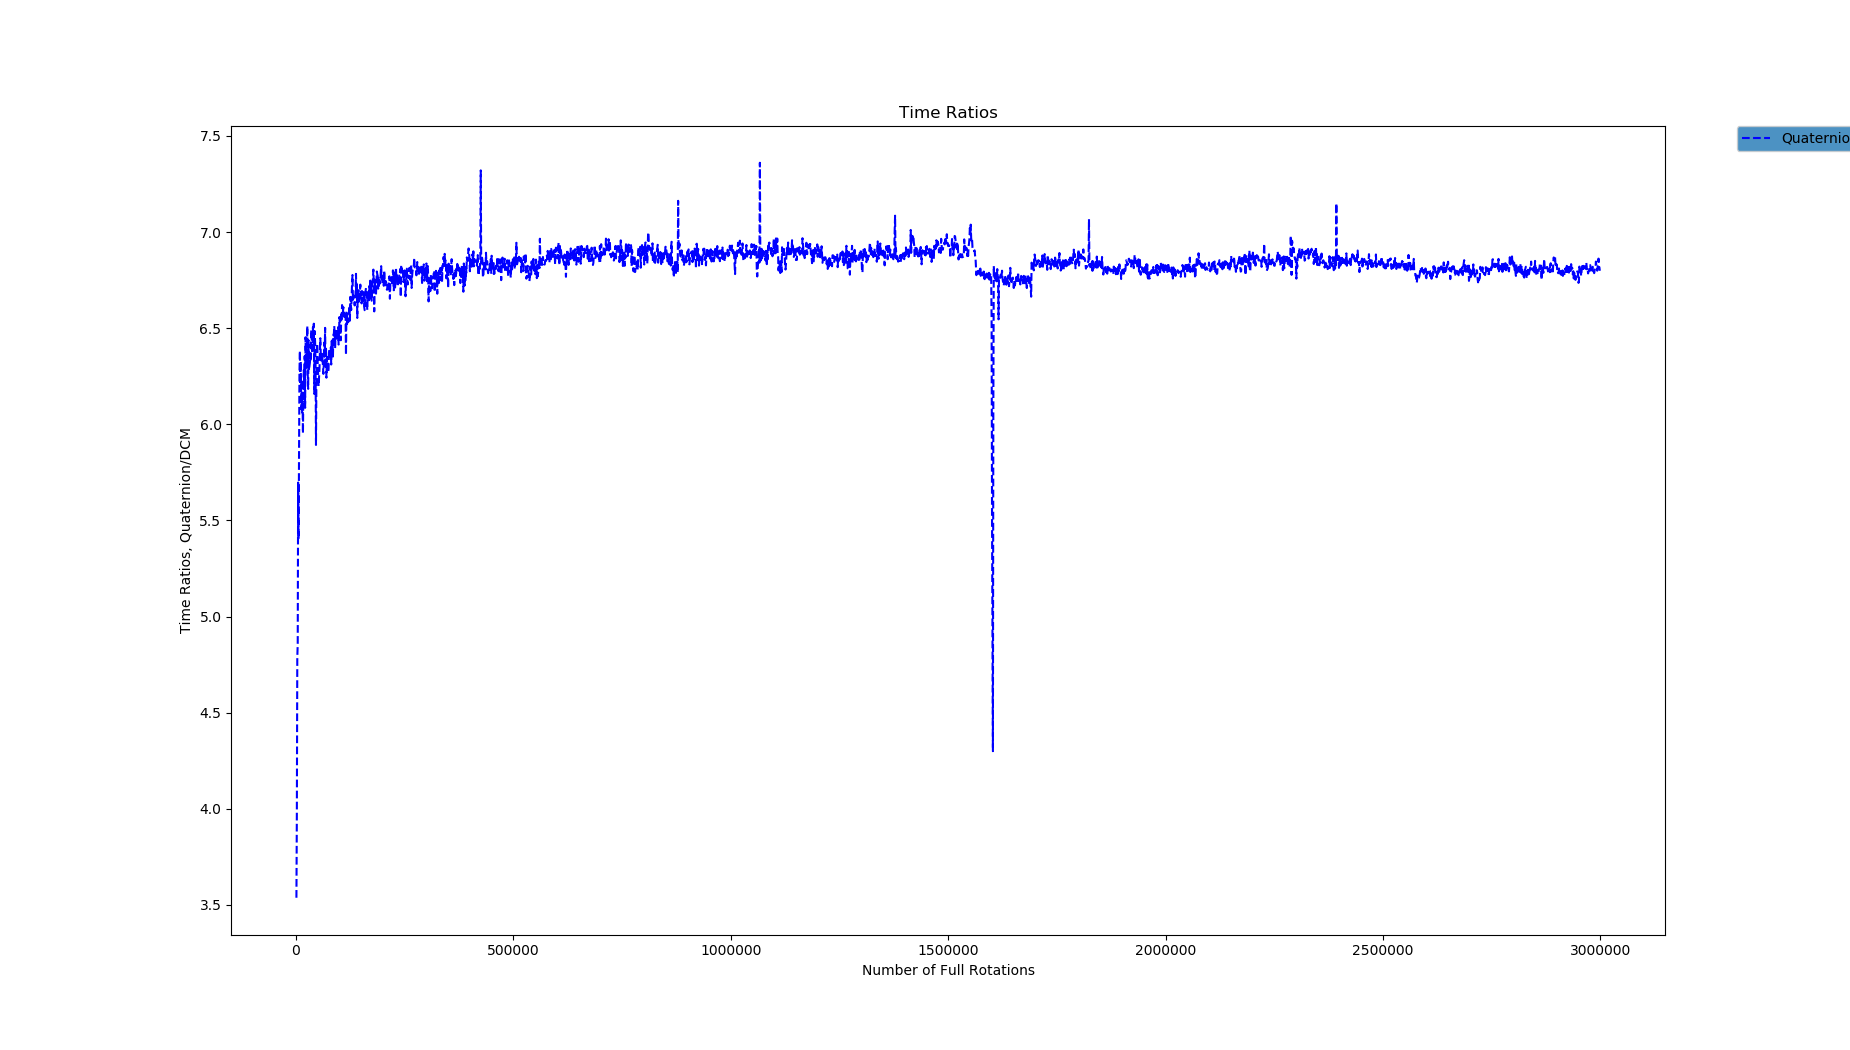 Time Ratios
7.5
7.0
6.5
6.0
5.5
5.0
4.5
4.0
3.5
Time Ratios, Quaternion/DCM
0 500000 1000000 1500000 2000000 2500000 3000000
Number of Full Rotations
Quaternio